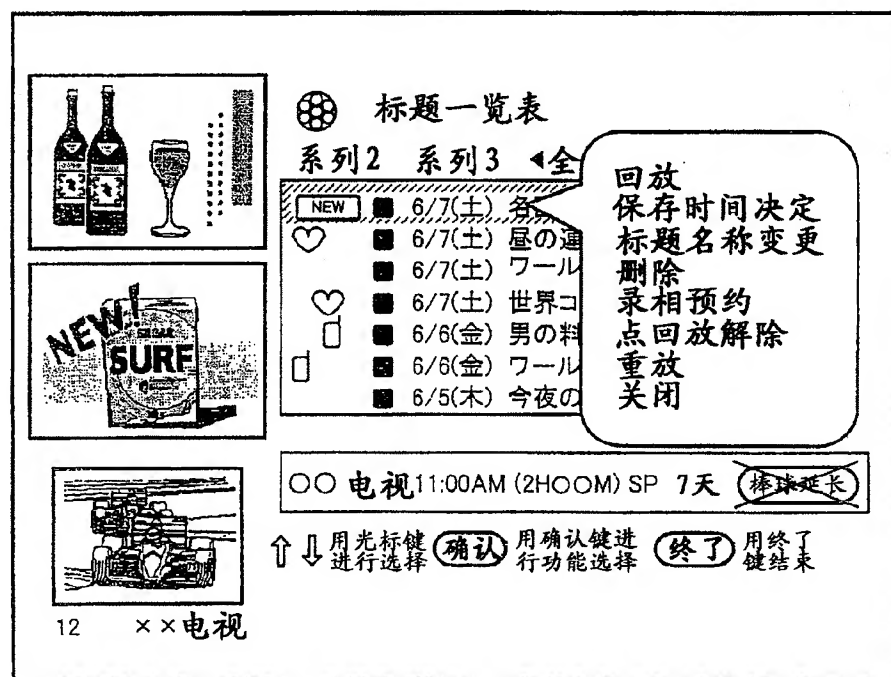 标题一览表
系列2 系列3 ◀全
NEW 6/7(土)
6/7(土) 昼の運
6/7(土) ワール
6/7(土) 世界コ
6/6(金) 男の料
6/6(金) ワール
6/5(木) 今夜の
回放
保存时间决定
标题名称变更
删除
录相预约
点回放解除
重放
关闭
NEW!
SURF
○○ 电视11:00AM (2H○○M) SP 7天 棒球延长
⇧⇩用光标键进行选择 确认 用确认键进行功能选择 终了 用终了键结束
12 ××电视